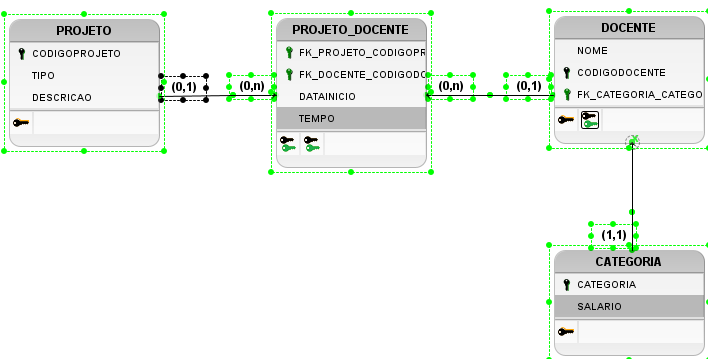 PROJETO
CODIGOPROJETO
TIPO
DESCRICAO
(0,1)
(0,n)
PROJETO_DOCENTE
FK_PROJETO_CODIGOPR
FK_DOCENTE_CODIGODO
DATAINICIO
TEMPO
(0,n)
(0,1)
DOCENTE
NOME
CODIGODOCENTE
FK_CATEGORIA_CATEGO
(1,1)
CATEGORIA
CATEGORIA
SALARIO